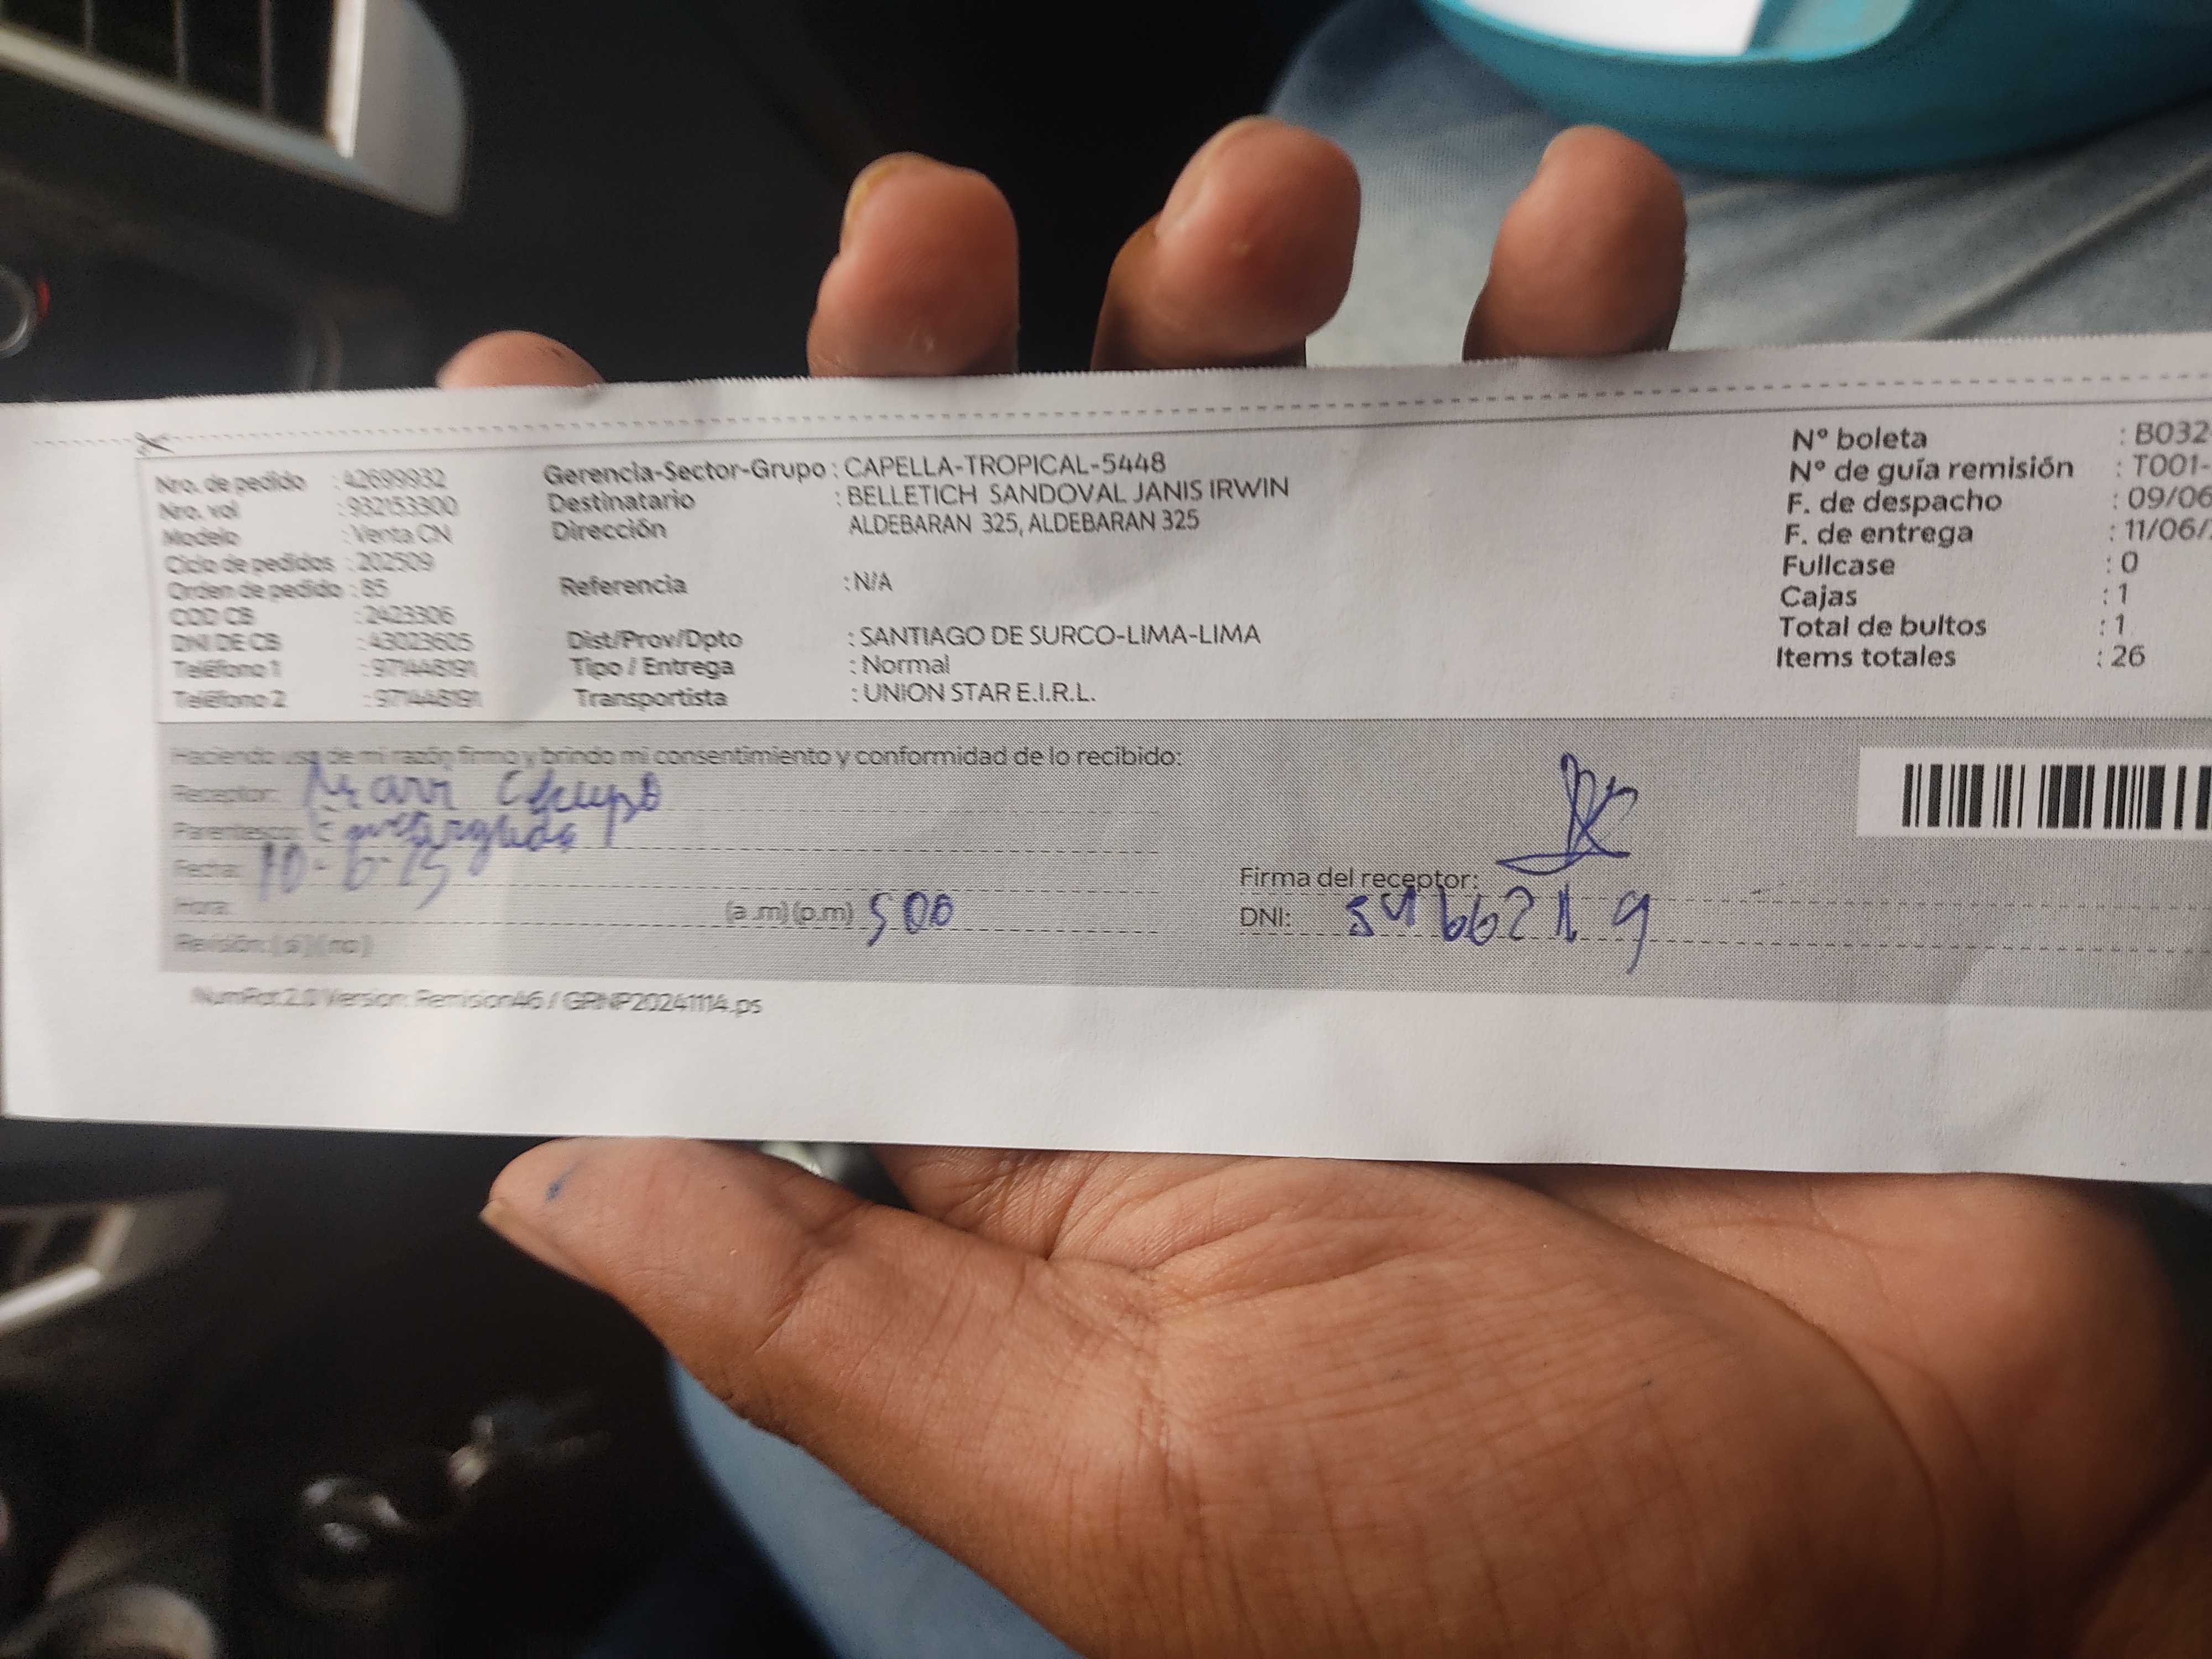 Nro. de pedido : 42699932
Nro. vol : 932153300
Modelo : Venta CN
Ciclo de pedidos : 202509
Orden de pedido : 85
COD CB : 2423306
DNI DE CB : 43023605
Teléfono 1 : 971448191
Teléfono 2 : 971448191
Gerencia-Sector-Grupo : CAPELLA-TROPICAL-5448
Destinatario : BELLETICH SANDOVAL JANIS IRWIN
Dirección ALDEBARAN 325, ALDEBARAN 325
Referencia : N/A
Dist/Prov/Dpto : SANTIAGO DE SURCO-LIMA-LIMA
Tipo / Entrega : Normal
Transportista : UNION STAR E.I.R.L.
Nº boleta : B032
Nº de guía remisión : T001-
F. de despacho : 09/06
F. de entrega : 11/06/
Fullcase : 0
Cajas : 1
Total de bultos : 1
Items totales : 26
Haciendo uso de mi razón firmo y brindo mi consentimiento y conformidad de lo recibido:
Receptor:
Parentesco:
Fecha: 10-6-25
Hora: (a.m)(p.m) 500
Revisión: (si)(no)
Firma del receptor:
DNI:
NumRot:2.0 Version: Remision46 / GRNP20241114.ps